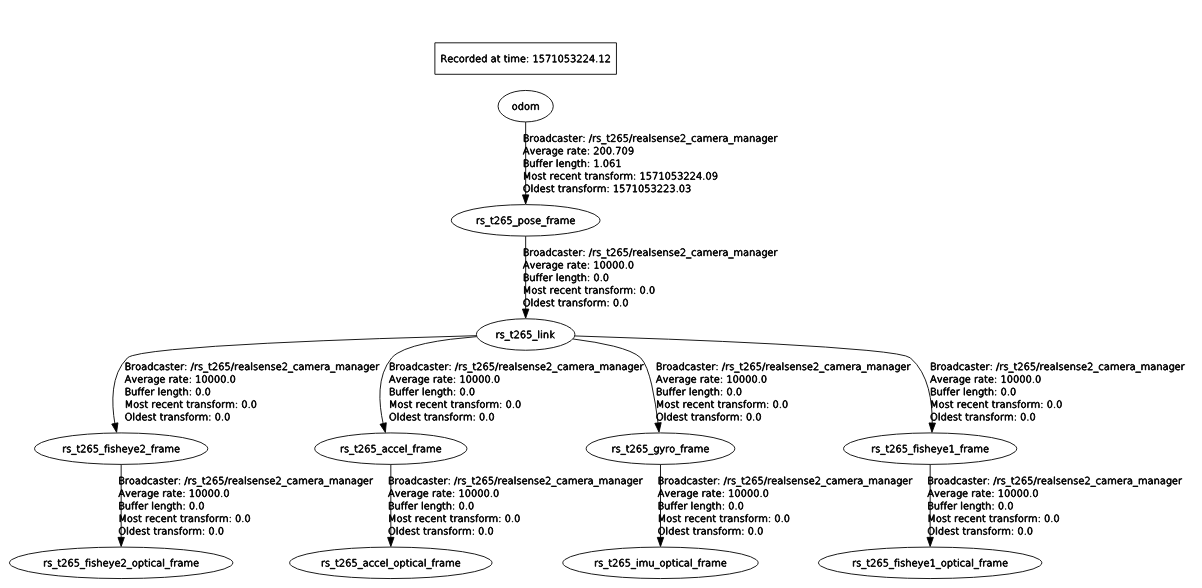 Recorded at time: 1571053224.12
odom
Broadcaster: /rs_t265/realsense2_camera_manager
Average rate: 200.709
Buffer length: 1.061
Most recent transform: 1571053224.09
Oldest transform: 1571053223.03
rs_t265_pose_frame
Broadcaster: /rs_t265/realsense2_camera_manager
Average rate: 10000.0
Buffer length: 0.0
Most recent transform: 0.0
Oldest transform: 0.0
rs_t265_link
Broadcaster: /rs_t265/realsense2_camera_manager
Average rate: 10000.0
Buffer length: 0.0
Most recent transform: 0.0
Oldest transform: 0.0
Broadcaster: /rs_t265/realsense2_camera_manager
Average rate: 10000.0
Buffer length: 0.0
Most recent transform: 0.0
Oldest transform: 0.0
Broadcaster: /rs_t265/realsense2_camera_manager
Average rate: 10000.0
Buffer length: 0.0
Most recent transform: 0.0
Oldest transform: 0.0
Broadcaster: /rs_t265/realsense2_camera_manager
Average rate: 10000.0
Buffer length: 0.0
Most recent transform: 0.0
Oldest transform: 0.0
rs_t265_fisheye2_frame
rs_t265_accel_frame
rs_t265_gyro_frame
rs_t265_fisheye1_frame
Broadcaster: /rs_t265/realsense2_camera_manager
Average rate: 10000.0
Buffer length: 0.0
Most recent transform: 0.0
Oldest transform: 0.0
Broadcaster: /rs_t265/realsense2_camera_manager
Average rate: 10000.0
Buffer length: 0.0
Most recent transform: 0.0
Oldest transform: 0.0
Broadcaster: /rs_t265/realsense2_camera_manager
Average rate: 10000.0
Buffer length: 0.0
Most recent transform: 0.0
Oldest transform: 0.0
Broadcaster: /rs_t265/realsense2_camera_manager
Average rate: 10000.0
Buffer length: 0.0
Most recent transform: 0.0
Oldest transform: 0.0
rs_t265_fisheye2_optical_frame
rs_t265_accel_optical_frame
rs_t265_imu_optical_frame
rs_t265_fisheye1_optical_frame